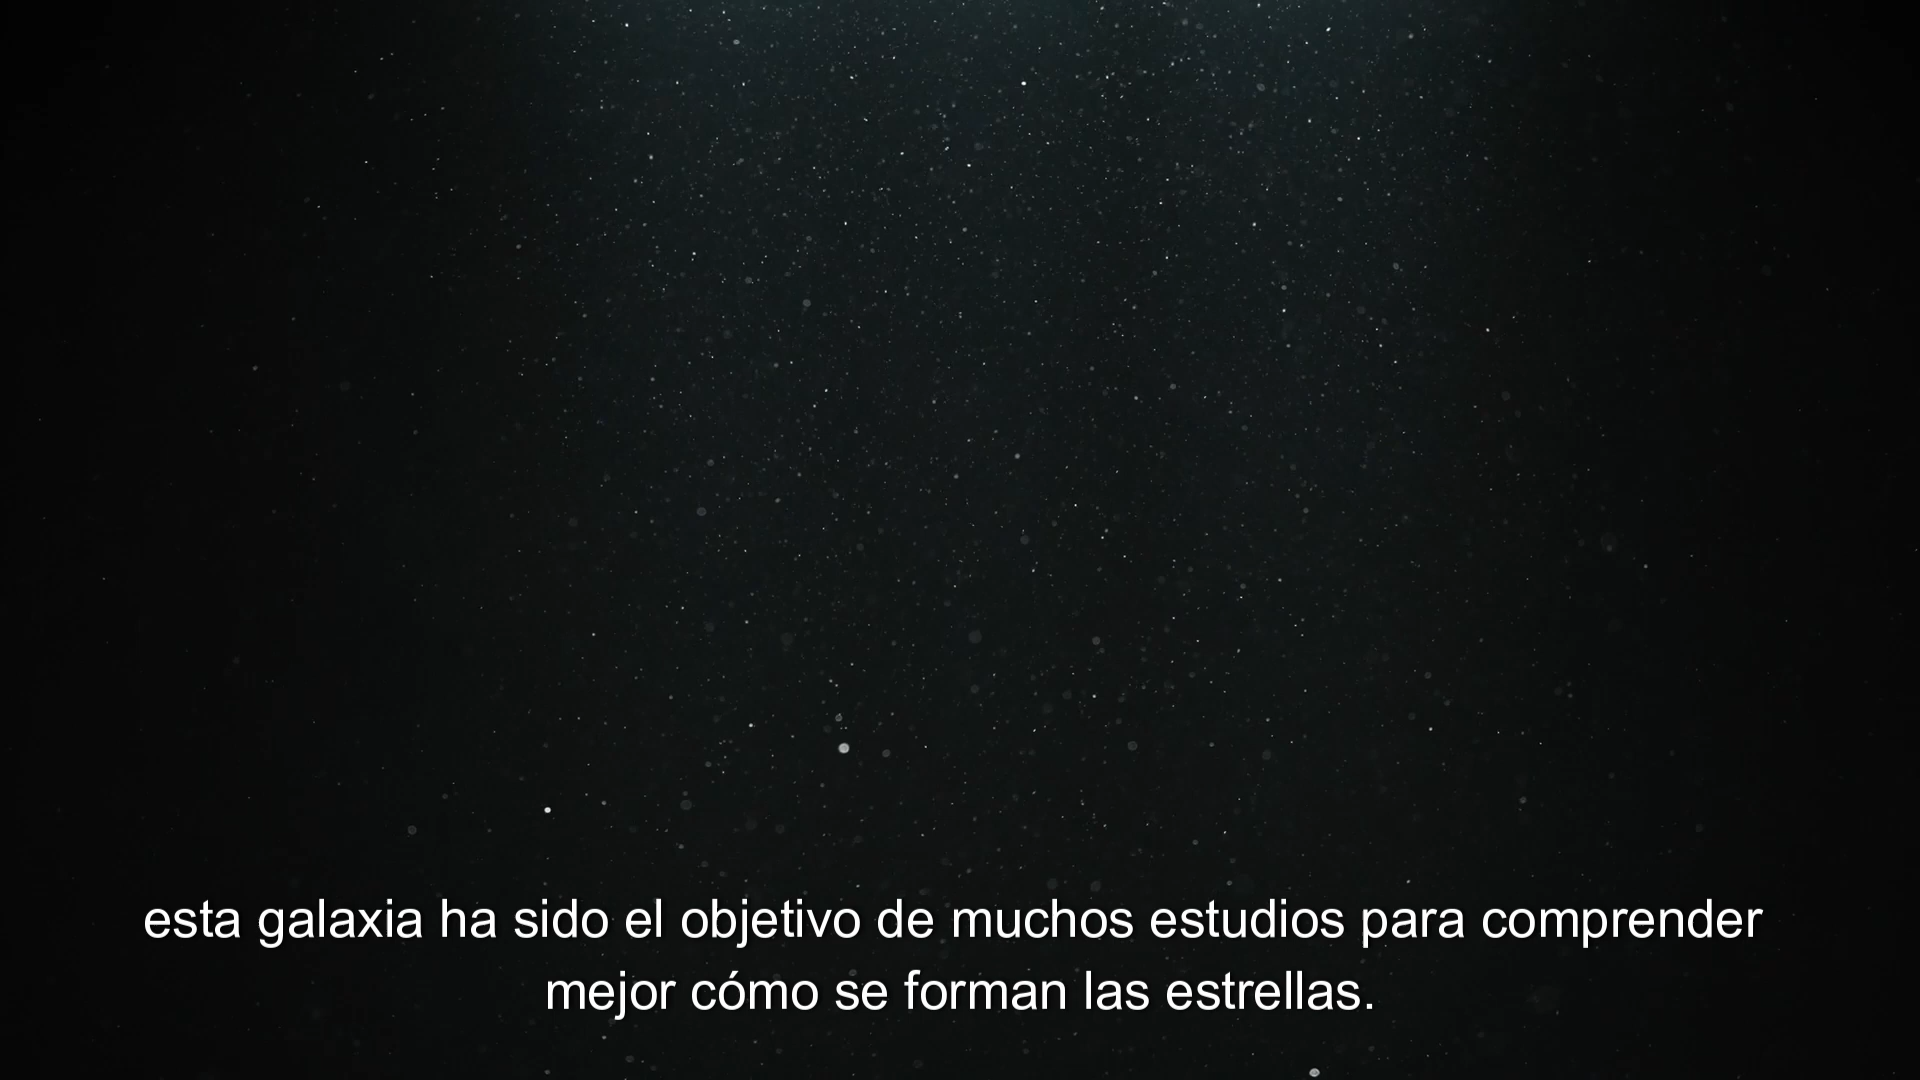 esta galaxia ha sido el objetivo de muchos estudios para comprender
mejor cómo se forman las estrellas.